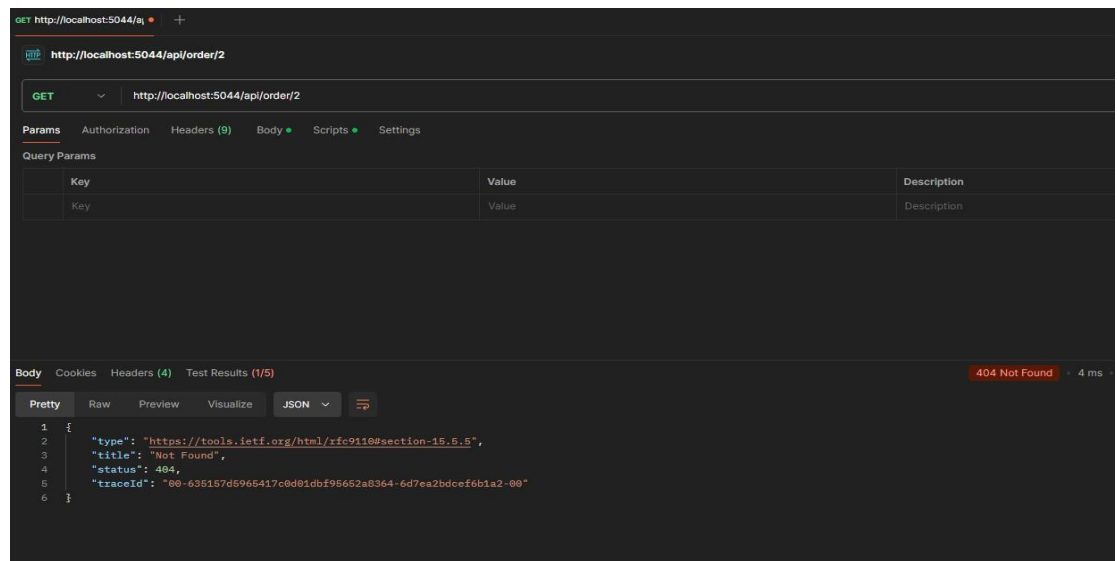 GET http://localhost:5044/a
HTTP http://localhost:5044/api/order/2
GET http://localhost:5044/api/order/2
Params Authorization Headers (9) Body Scripts Settings
Query Params
Key Value Description
Key Value Description
Body Cookies Headers (4) Test Results (1/5) 404 Not Found 4 ms
Pretty Raw Preview Visualize JSON
1 {
2 "type": "https://tools.ietf.org/html/rfc9110#section-15.5.5",
3 "title": "Not Found",
4 "status": 404,
5 "traceId": "00-635157d5965417c0d01dbf95652a8364-6d7ea2bdcef6b1a2-00"
6 }